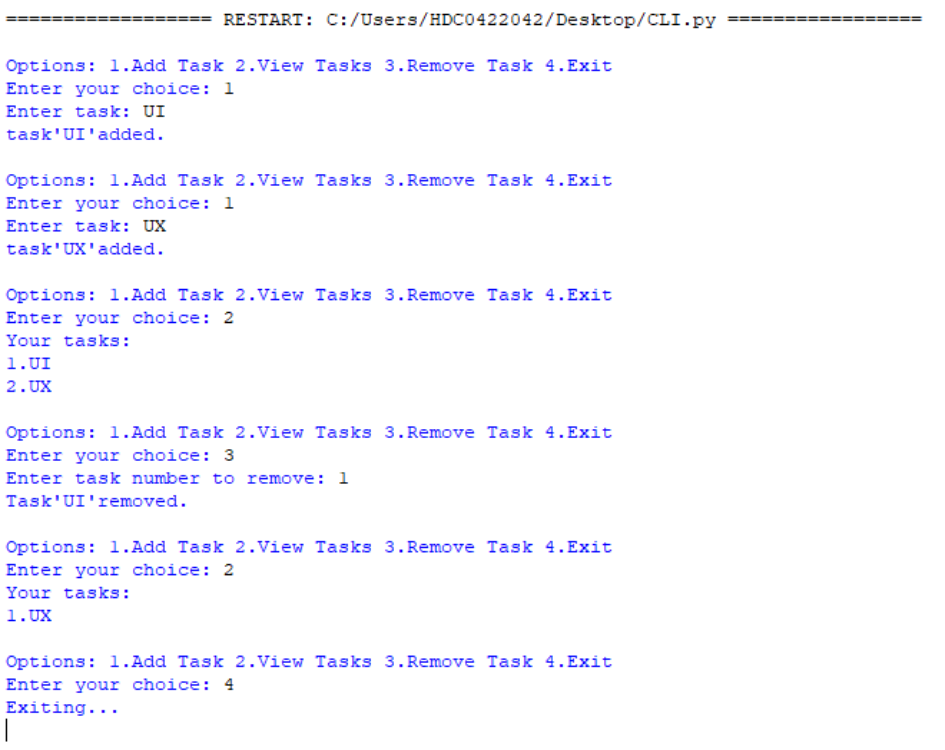 ================== RESTART: C:/Users/HDC0422042/Desktop/CLI.py =================
Options: 1.Add Task 2.View Tasks 3.Remove Task 4.Exit
Enter your choice: 1
Enter task: UI
task'UI'added.
Options: 1.Add Task 2.View Tasks 3.Remove Task 4.Exit
Enter your choice: 1
Enter task: UX
task'UX'added.
Options: 1.Add Task 2.View Tasks 3.Remove Task 4.Exit
Enter your choice: 2
Your tasks:
1.UI
2.UX
Options: 1.Add Task 2.View Tasks 3.Remove Task 4.Exit
Enter your choice: 3
Enter task number to remove: 1
Task'UI'removed.
Options: 1.Add Task 2.View Tasks 3.Remove Task 4.Exit
Enter your choice: 2
Your tasks:
1.UX
Options: 1.Add Task 2.View Tasks 3.Remove Task 4.Exit
Enter your choice: 4
Exiting...